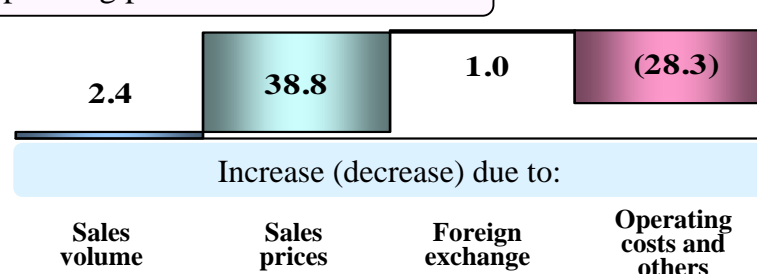 2.4
38.8
1.0
(28.3)
Increase (decrease) due to:
Sales
volume
Sales
prices
Foreign
exchange
Operating
costs and
others